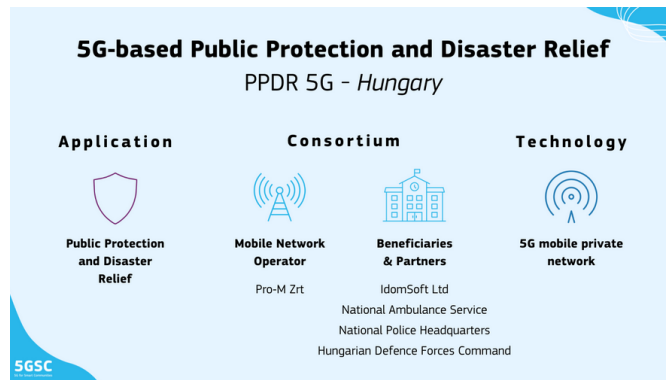 5G-based Public Protection and Disaster Relief
PPDR 5G - Hungary
Application
Consortium
Technology
Public Protection
and Disaster
Relief
Mobile Network
Operator
Pro-M Zrt
Beneficiaries
& Partners
IdomSoft Ltd
National Ambulance Service
National Police Headquarters
Hungarian Defence Forces Command
5G mobile private
network
5GSC